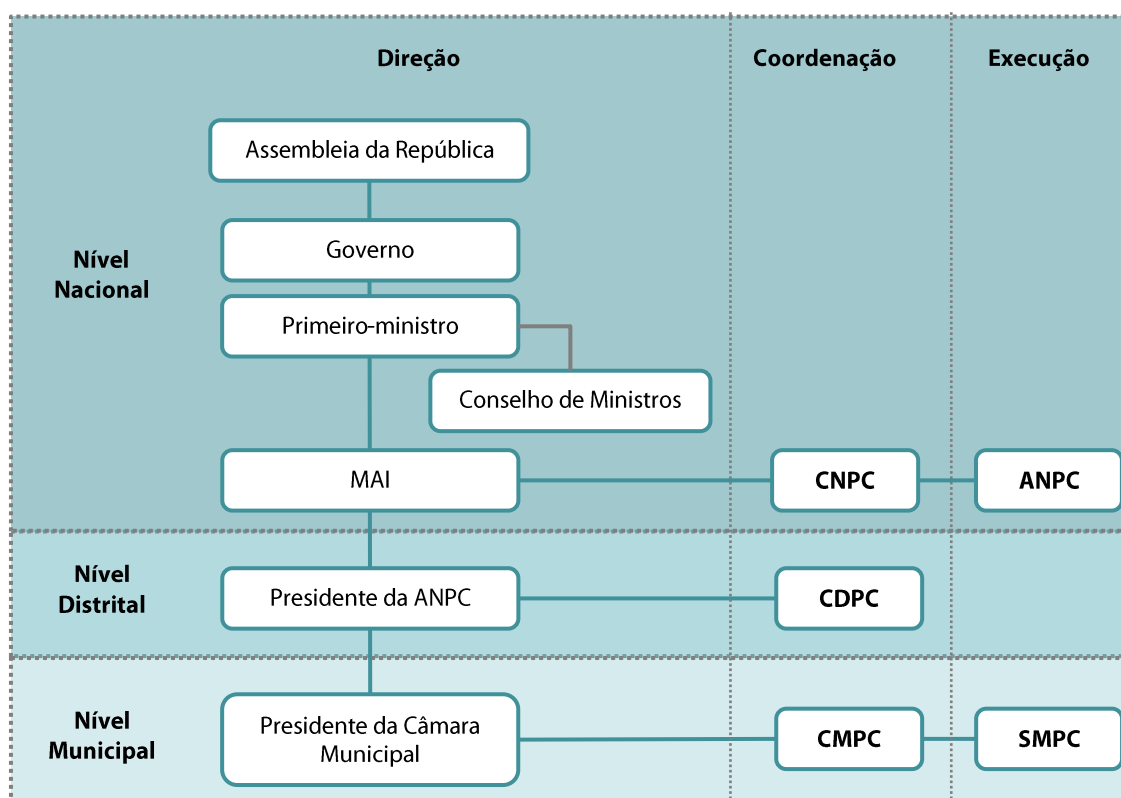 Direção
Coordenação
Execução
Assembleia da República
Governo
Nível
Nacional
Primeiro-ministro
Conselho de Ministros
MAI
CNPC
ANPC
Nível
Distrital
Presidente da ANPC
CDPC
Nível
Municipal
Presidente da Câmara
Municipal
CMPC
SMPC